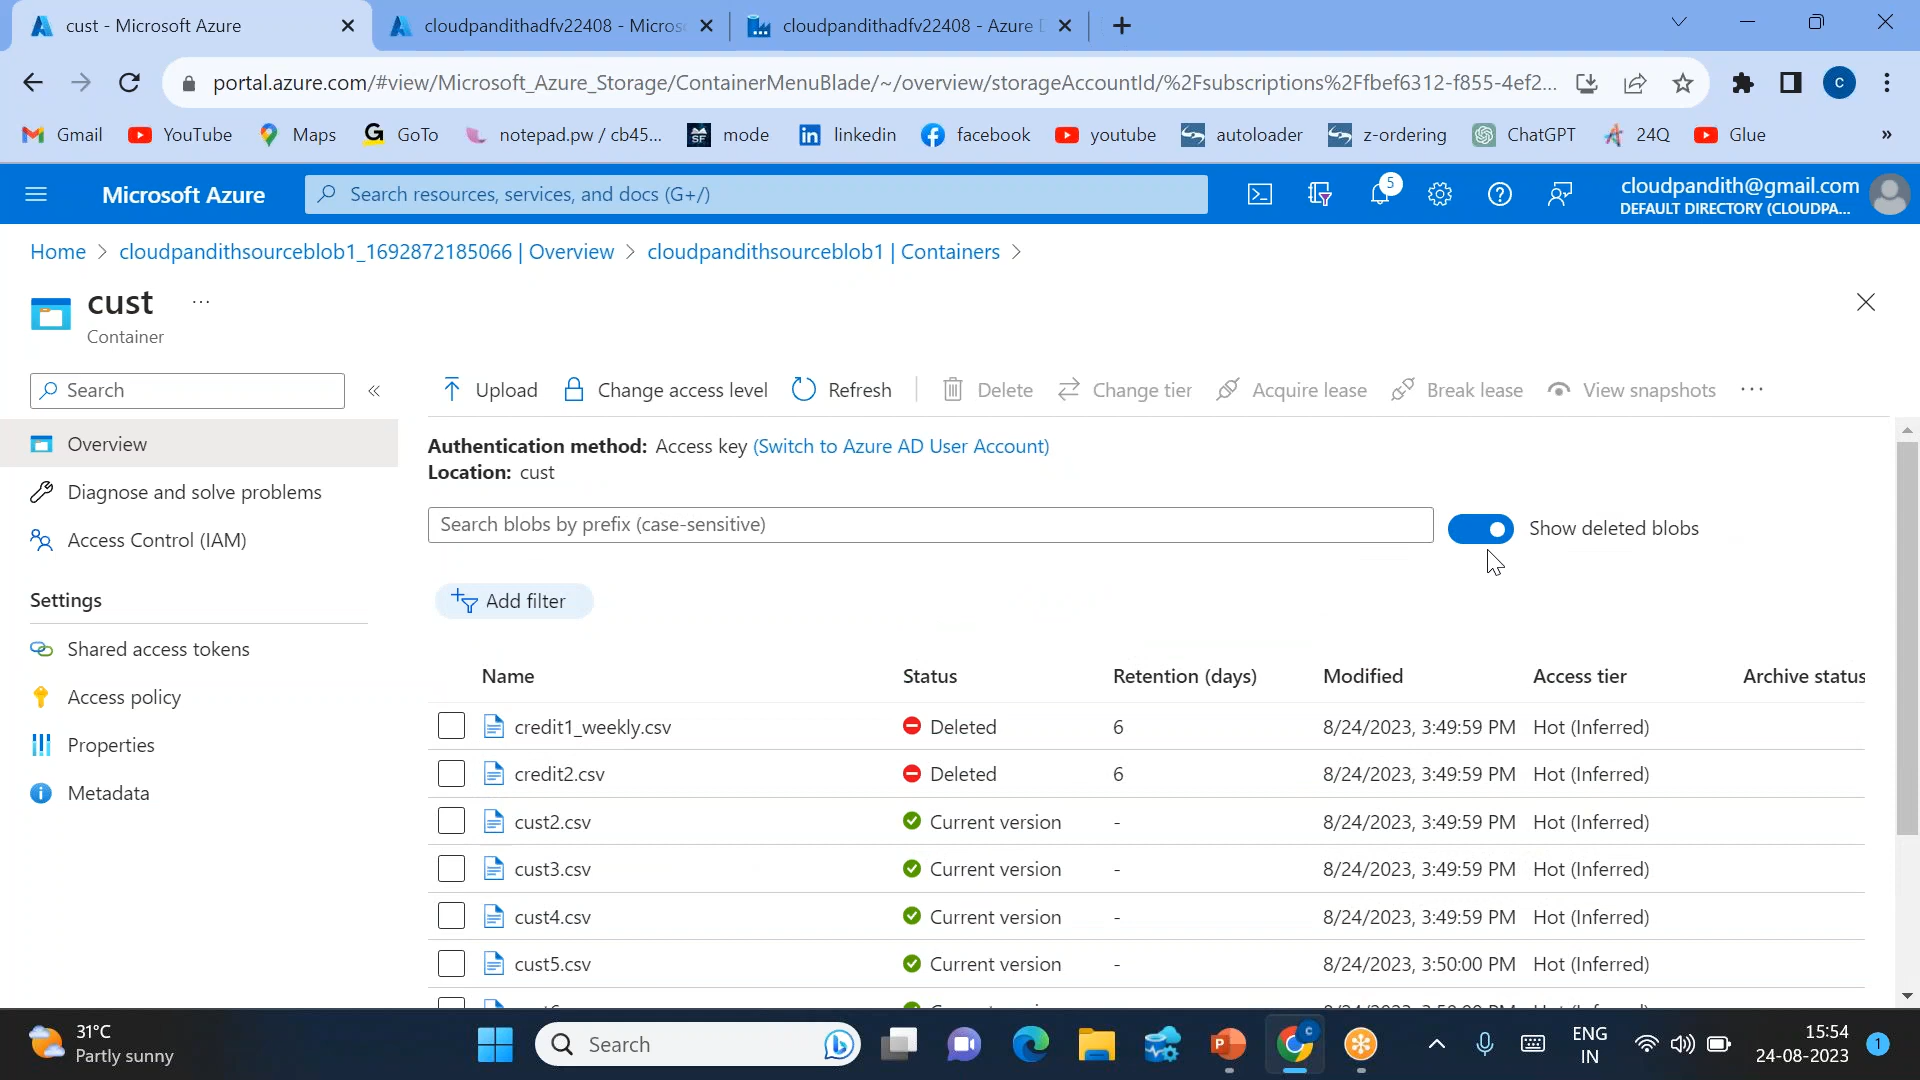 cust - Microsoft Azure
cloudpandithadfv22408 - Micros
cloudpandithadfv22408 - Azure
portal.azure.com/#view/Microsoft_Azure_Storage/ContainerMenuBlade/~/overview/storageAccountId/%2Fsubscriptions%2Ffbef6312-f855-4ef2...
Gmail YouTube Maps GoTo notepad.pw / cb45... mode linkedin facebook youtube autoloader z-ordering ChatGPT 24Q Glue »
Microsoft Azure
Search resources, services, and docs (G+/)
5
cloudpandith@gmail.com
DEFAULT DIRECTORY (CLOUDPA...
Home > cloudpandithsourceblob1_1692872185066 | Overview > cloudpandithsourceblob1 | Containers >
cust ...
Container
Search «
Upload Change access level Refresh Delete Change tier Acquire lease Break lease View snapshots ...
Overview
Diagnose and solve problems
Access Control (IAM)
Settings
Shared access tokens
Access policy
Properties
Metadata
Authentication method: Access key (Switch to Azure AD User Account)
Location: cust
Search blobs by prefix (case-sensitive)
Show deleted blobs
Add filter
Name Status Retention (days) Modified Access tier Archive status
credit1_weekly.csv Deleted 6 8/24/2023, 3:49:59 PM Hot (Inferred)
credit2.csv Deleted 6 8/24/2023, 3:49:59 PM Hot (Inferred)
cust2.csv Current version - 8/24/2023, 3:49:59 PM Hot (Inferred)
cust3.csv Current version - 8/24/2023, 3:49:59 PM Hot (Inferred)
cust4.csv Current version - 8/24/2023, 3:49:59 PM Hot (Inferred)
cust5.csv Current version - 8/24/2023, 3:50:00 PM Hot (Inferred)
31°C
Partly sunny
Search
ENG
IN
15:54
24-08-2023
1